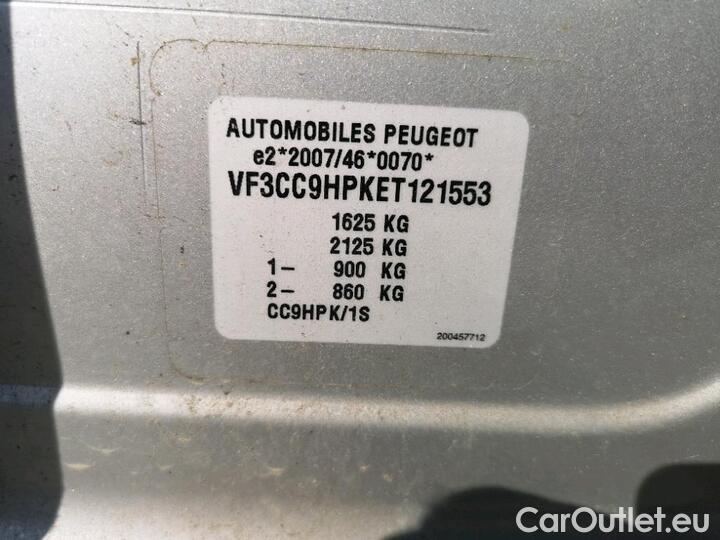 AUTOMOBILES PEUGEOT
e2*2007/46*0070*
VF3CC9HPKET121553
1625 KG
2125 KG
1- 900 KG
2- 860 KG
CC9HPK/1S
200457712
CarOutlet.eu